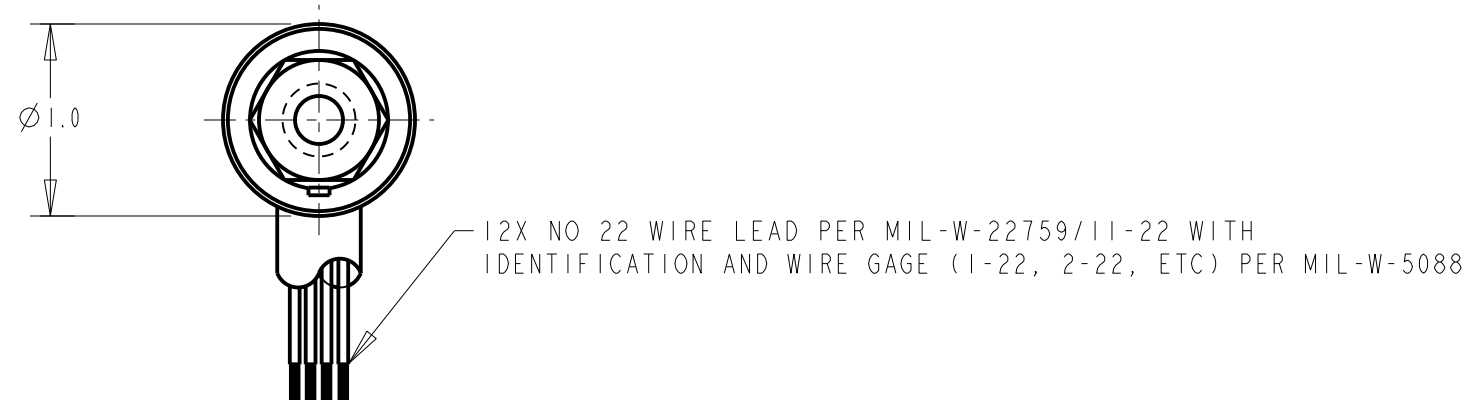 Ø1.0
12X NO 22 WIRE LEAD PER MIL-W-22759/11-22 WITH
IDENTIFICATION AND WIRE GAGE (1-22, 2-22, ETC) PER MIL-W-5088